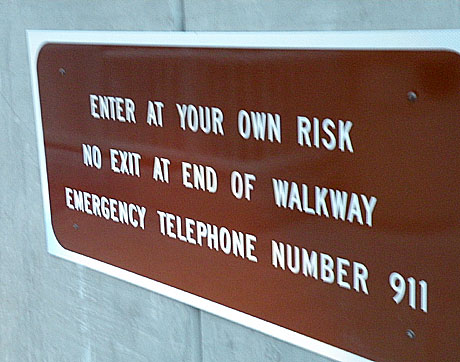 ENTER AT YOUR OWN RISK
NO EXIT AT END OF WALKWAY
EMERGENCY TELEPHONE NUMBER 911